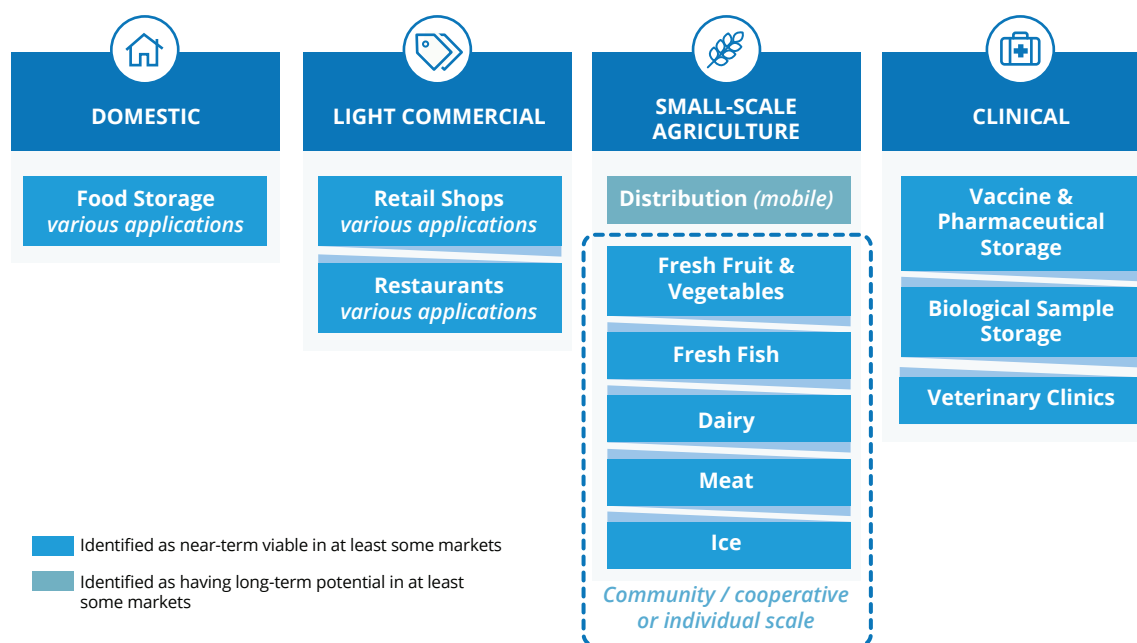 DOMESTIC
Food Storage
various applications
LIGHT COMMERCIAL
Retail Shops
various applications
Restaurants
various applications
SMALL-SCALE
AGRICULTURE
Distribution (mobile)
Fresh Fruit &
Vegetables
Fresh Fish
Dairy
Meat
Ice
Community / cooperative
or individual scale
CLINICAL
Vaccine &
Pharmaceutical
Storage
Biological Sample
Storage
Veterinary Clinics
Identified as near-term viable in at least some markets
Identified as having long-term potential in at least
some markets